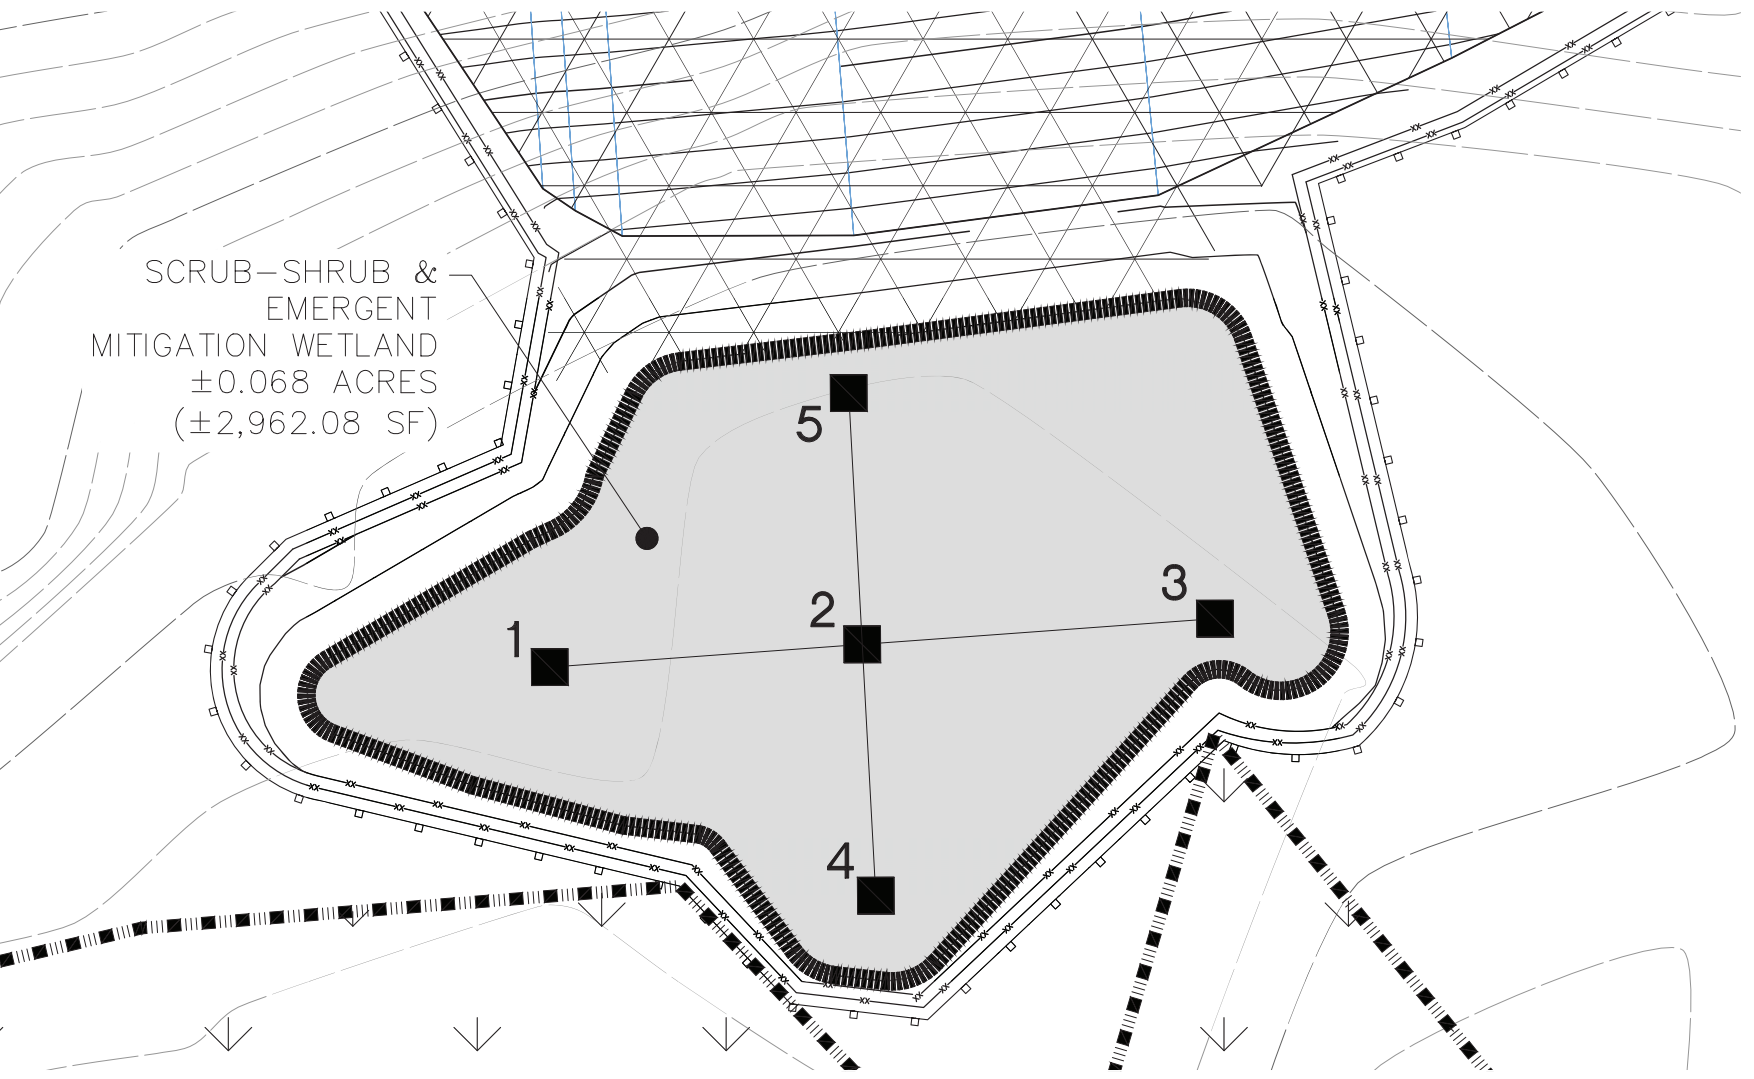 SCRUB-SHRUB &
EMERGENT
MITIGATION WETLAND
±0.068 ACRES
(±2,962.08 SF)
5
3
2
1
4